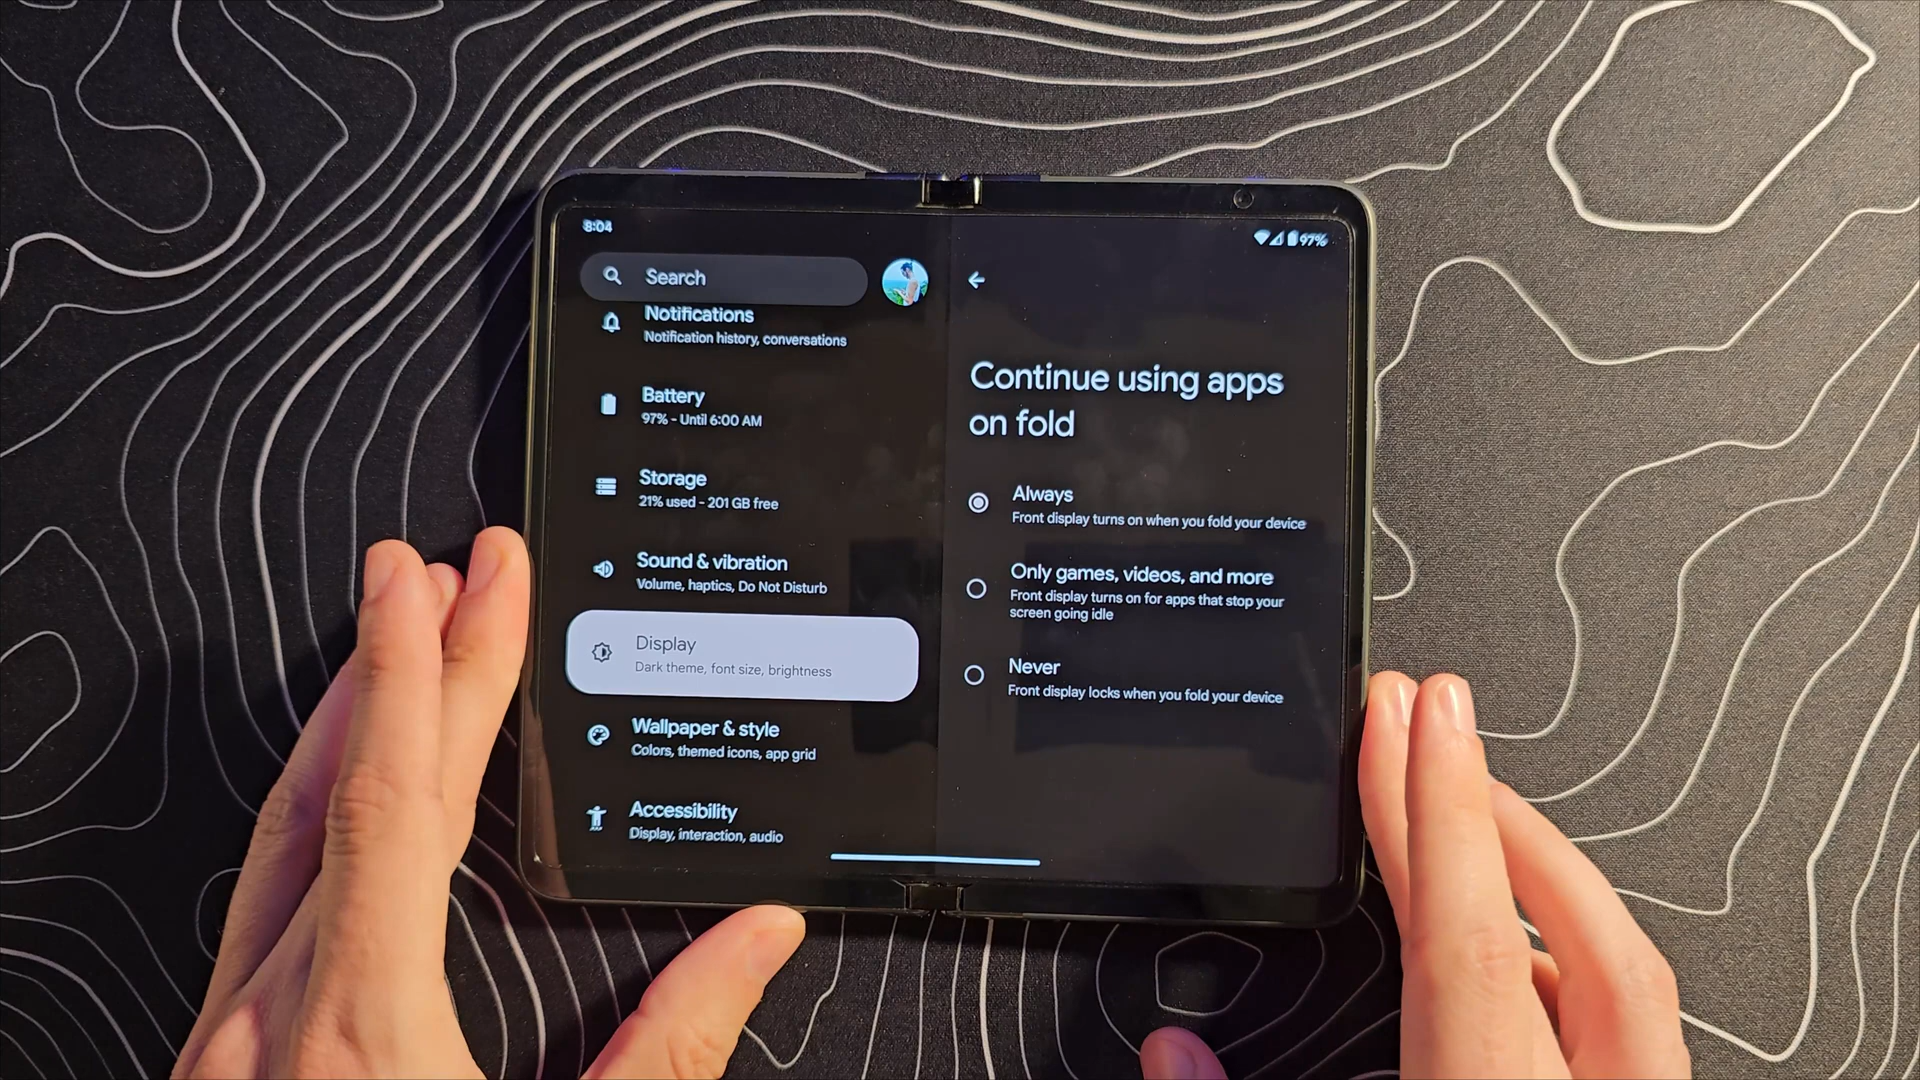 8:04
97%
Search
Notifications
Notification history, conversations
Battery
97% - Until 6:00 AM
Storage
21% used - 201 GB free
Sound & vibration
Volume, haptics, Do Not Disturb
Display
Dark theme, font size, brightness
Wallpaper & style
Colors, themed icons, app grid
Accessibility
Display, interaction, audio
Continue using apps
on fold
Always
Front display turns on when you fold your device
Only games, videos, and more
Front display turns on for apps that stop your
screen going idle
Never
Front display locks when you fold your device